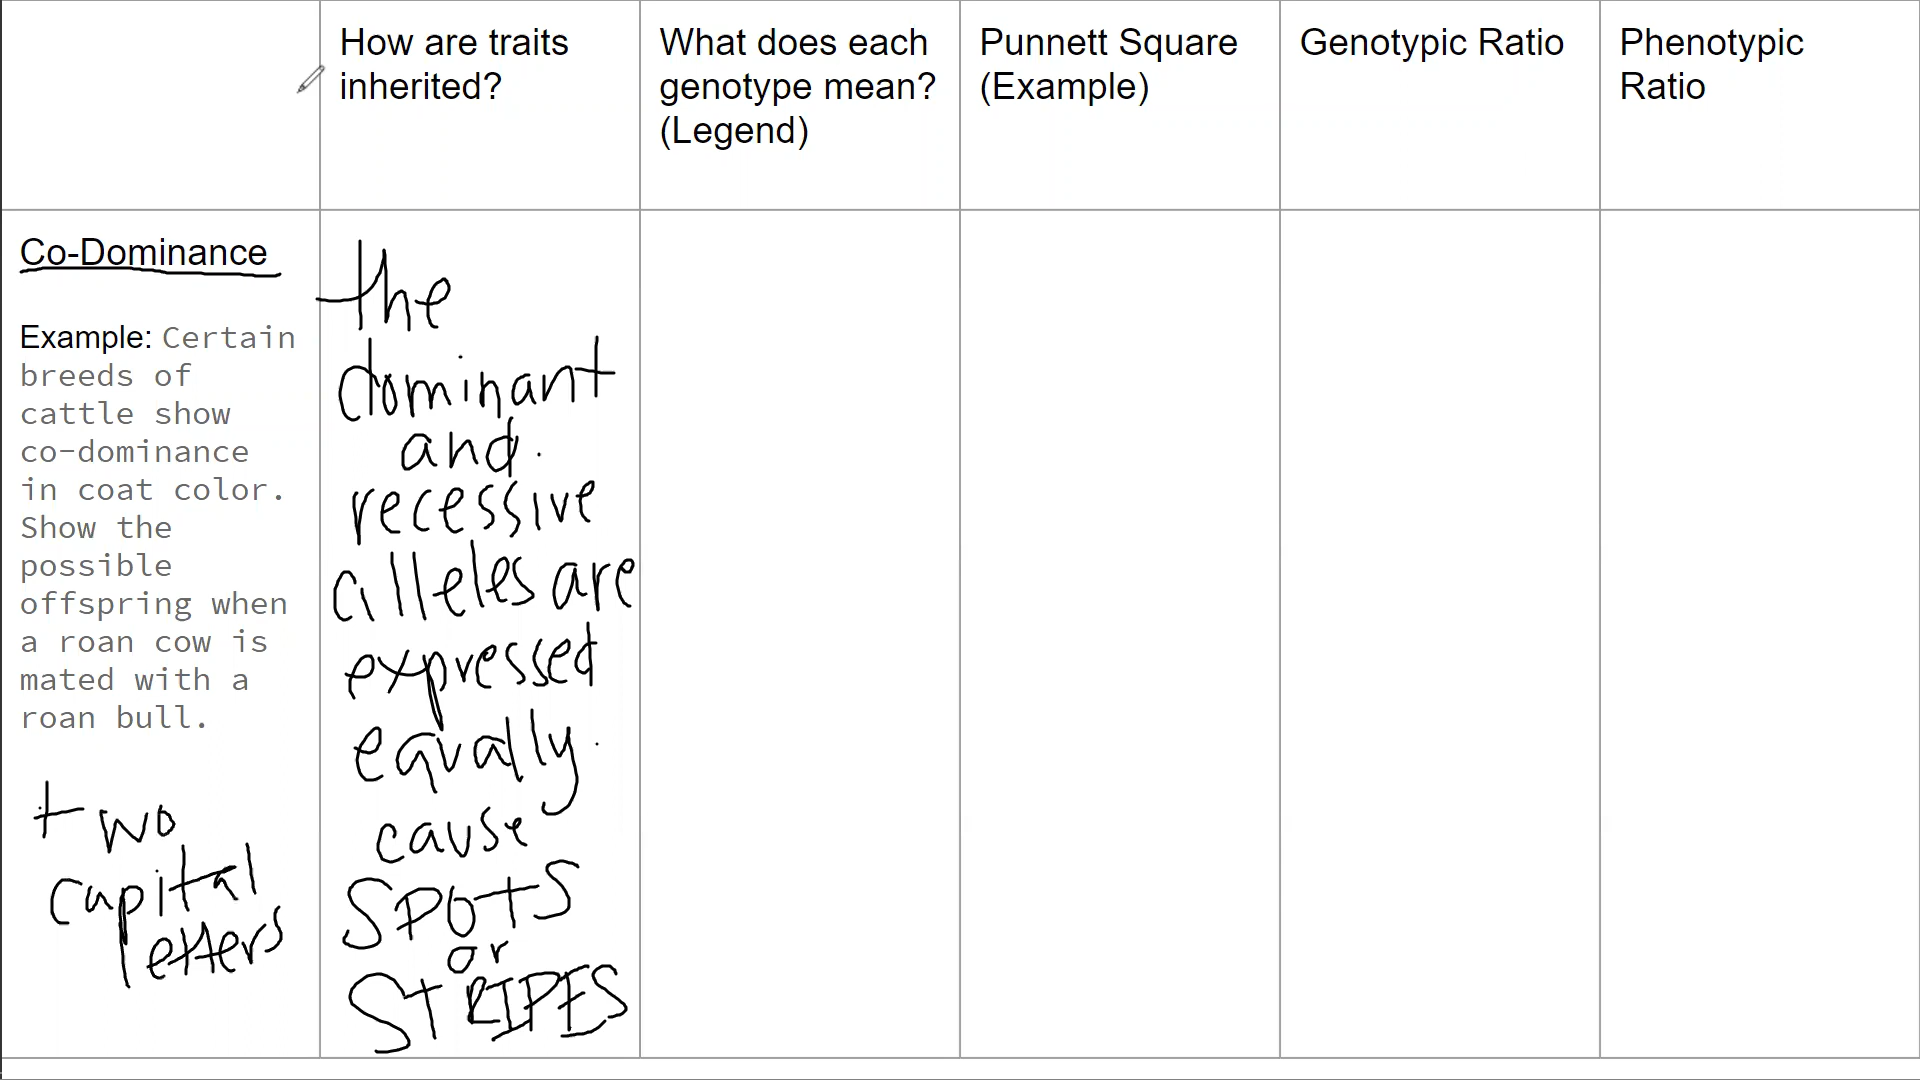 How are traits
inherited?
What does each
genotype mean?
(Legend)
Punnett Square
(Example)
Genotypic Ratio
Phenotypic
Ratio
Co-Dominance
Example: Certain
breeds of
cattle show
co-dominance
in coat color.
Show the
possible
offspring when
a roan cow is
mated with a
roan bull.
two
capital
letters
the
dominant
and
recessive
alleles are
expressed
equally
cause
SPOTS
or
STRIPES